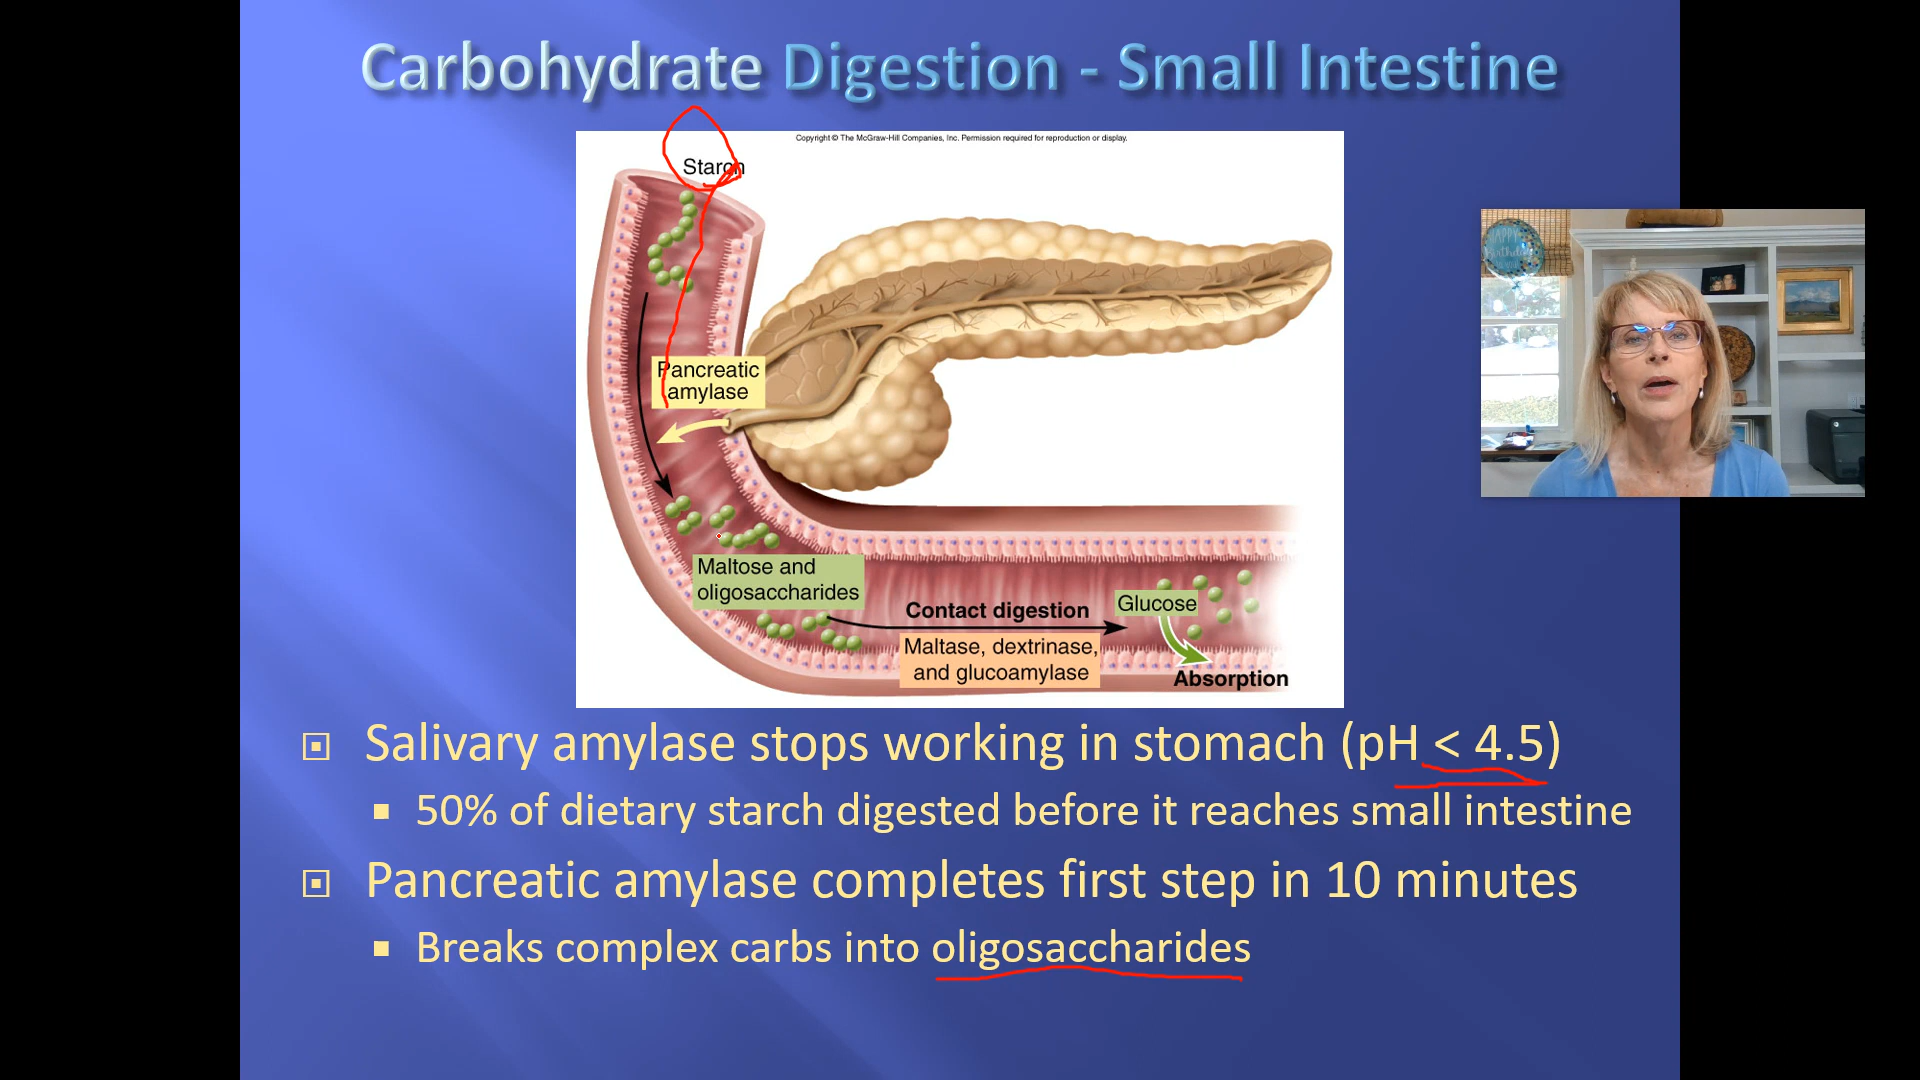 Carbohydrate Digestion - Small Intestine
Copyright © The McGraw-Hill Companies, Inc. Permission required for reproduction or display.
Starch
Pancreatic
amylase
Maltose and
oligosaccharides
Contact digestion
Maltase, dextrinase,
and glucoamylase
Glucose
Absorption
HAPPY
Salivary amylase stops working in stomach (pH < 4.5)
50% of dietary starch digested before it reaches small intestine
Pancreatic amylase completes first step in 10 minutes
Breaks complex carbs into oligosaccharides